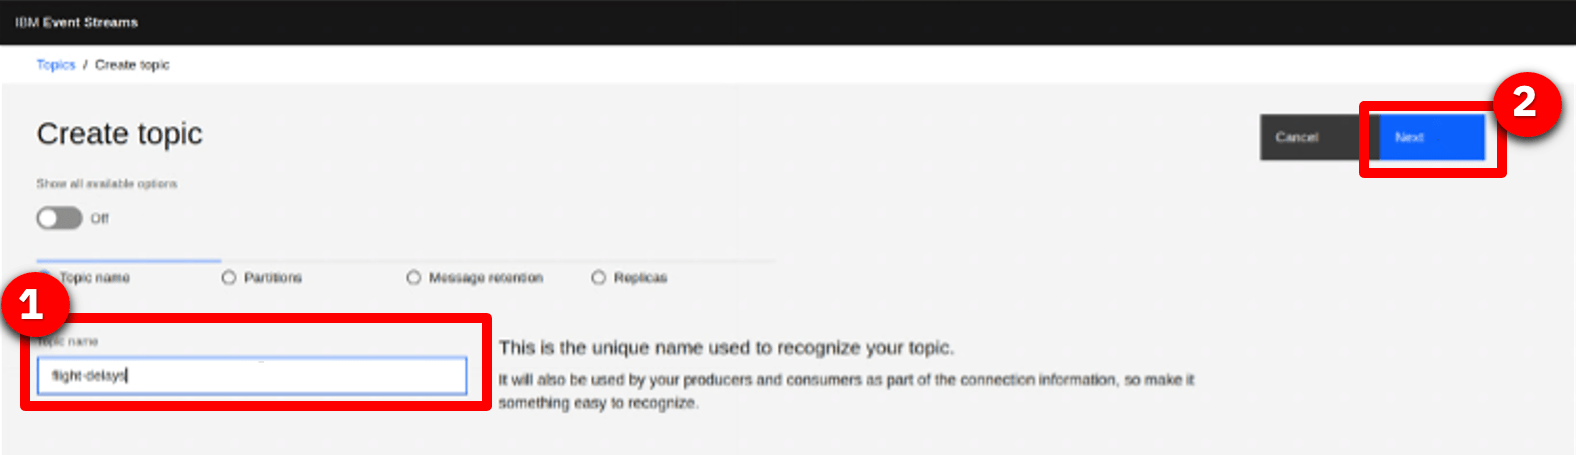 IBM Event Streams
Topics / Create topic
Create topic
Cancel
Next
2
Show all available options
Off
Topic name
Partitions
Message retention
Replicas
1
Topic name
flight-delays
This is the unique name used to recognize your topic.
It will also be used by your producers and consumers as part of the connection information, so make it
something easy to recognize.